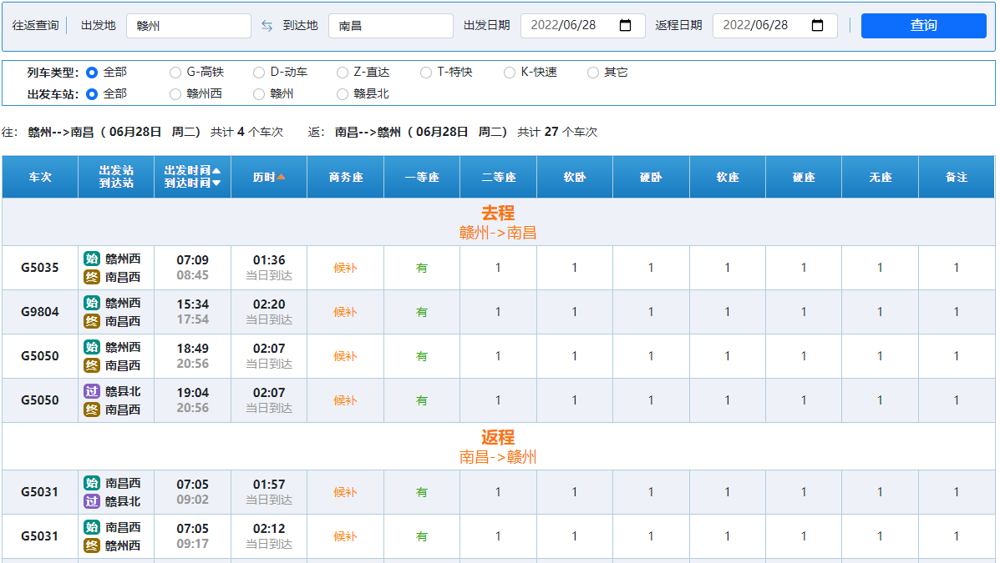 往返查询 出发地 赣州 到达地 南昌 出发日期 2022/06/28 返程日期 2022/06/28 查询
列车类型： 全部 G-高铁 D-动车 Z-直达 T-特快 K-快速 其它
出发车站： 全部 赣州西 赣州 赣县北
往： 赣州-->南昌（ 06月28日 周二） 共计 4 个车次 返： 南昌-->赣州（ 06月28日 周二） 共计 27 个车次
车次 出发站 出发时间 历时 商务座 一等座 二等座 软卧 硬卧 软座 硬座 无座 备注
到达站 到达时间
去程
赣州->南昌
G5035 始 赣州西 07:09 01:36 候补 有 1 1 1 1 1 1 1
终 南昌西 08:45 当日到达
G9804 始 赣州西 15:34 02:20 候补 有 1 1 1 1 1 1 1
终 南昌西 17:54 当日到达
G5050 始 赣州西 18:49 02:07 候补 有 1 1 1 1 1 1 1
终 南昌西 20:56 当日到达
G5050 过 赣县北 19:04 02:07 候补 有 1 1 1 1 1 1 1
终 南昌西 20:56 当日到达
返程
南昌->赣州
G5031 始 南昌西 07:05 01:57 候补 有 1 1 1 1 1 1 1
过 赣县北 09:02 当日到达
G5031 始 南昌西 07:05 02:12 候补 有 1 1 1 1 1 1 1
终 赣州西 09:17 当日到达